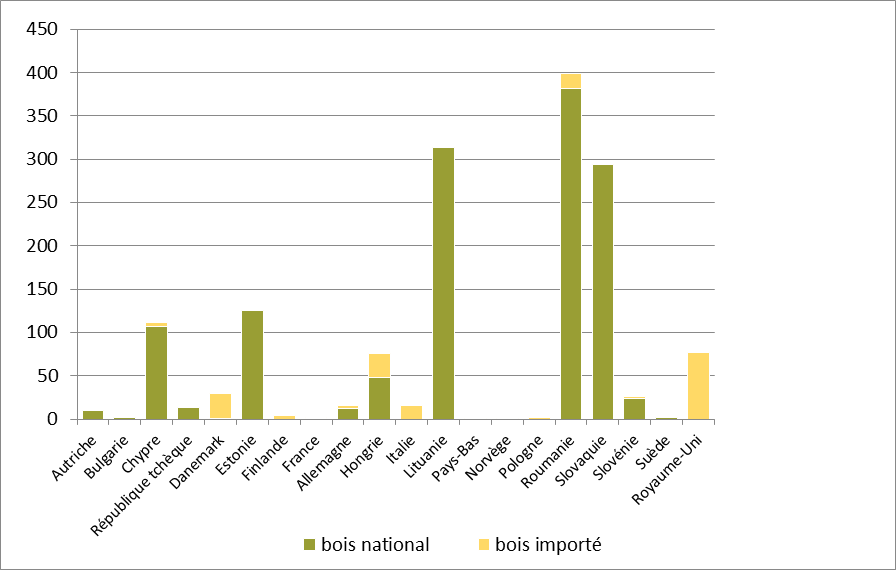 450
400
350
300
250
200
150
100
50
0
Autriche
Bulgarie
Chypre
République tchèque
Danemark
Estonie
Finlande
France
Allemagne
Hongrie
Italie
Lituanie
Pays-Bas
Norvège
Pologne
Roumanie
Slovaquie
Slovénie
Suède
Royaume-Uni
bois national bois importé